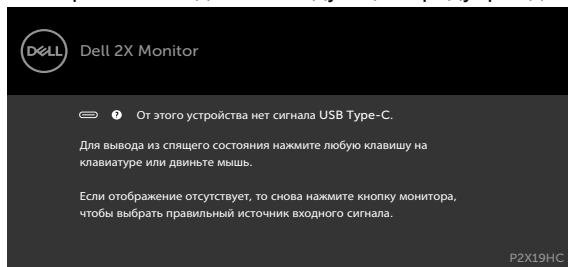 DELL
Dell 2X Monitor
От этого устройства нет сигнала USB Type-C.
Для вывода из спящего состояния нажмите любую клавишу на
клавиатуре или двиньте мышь.
Если отображение отсутствует, то снова нажмите кнопку монитора,
чтобы выбрать правильный источник входного сигнала.
P2X19HC